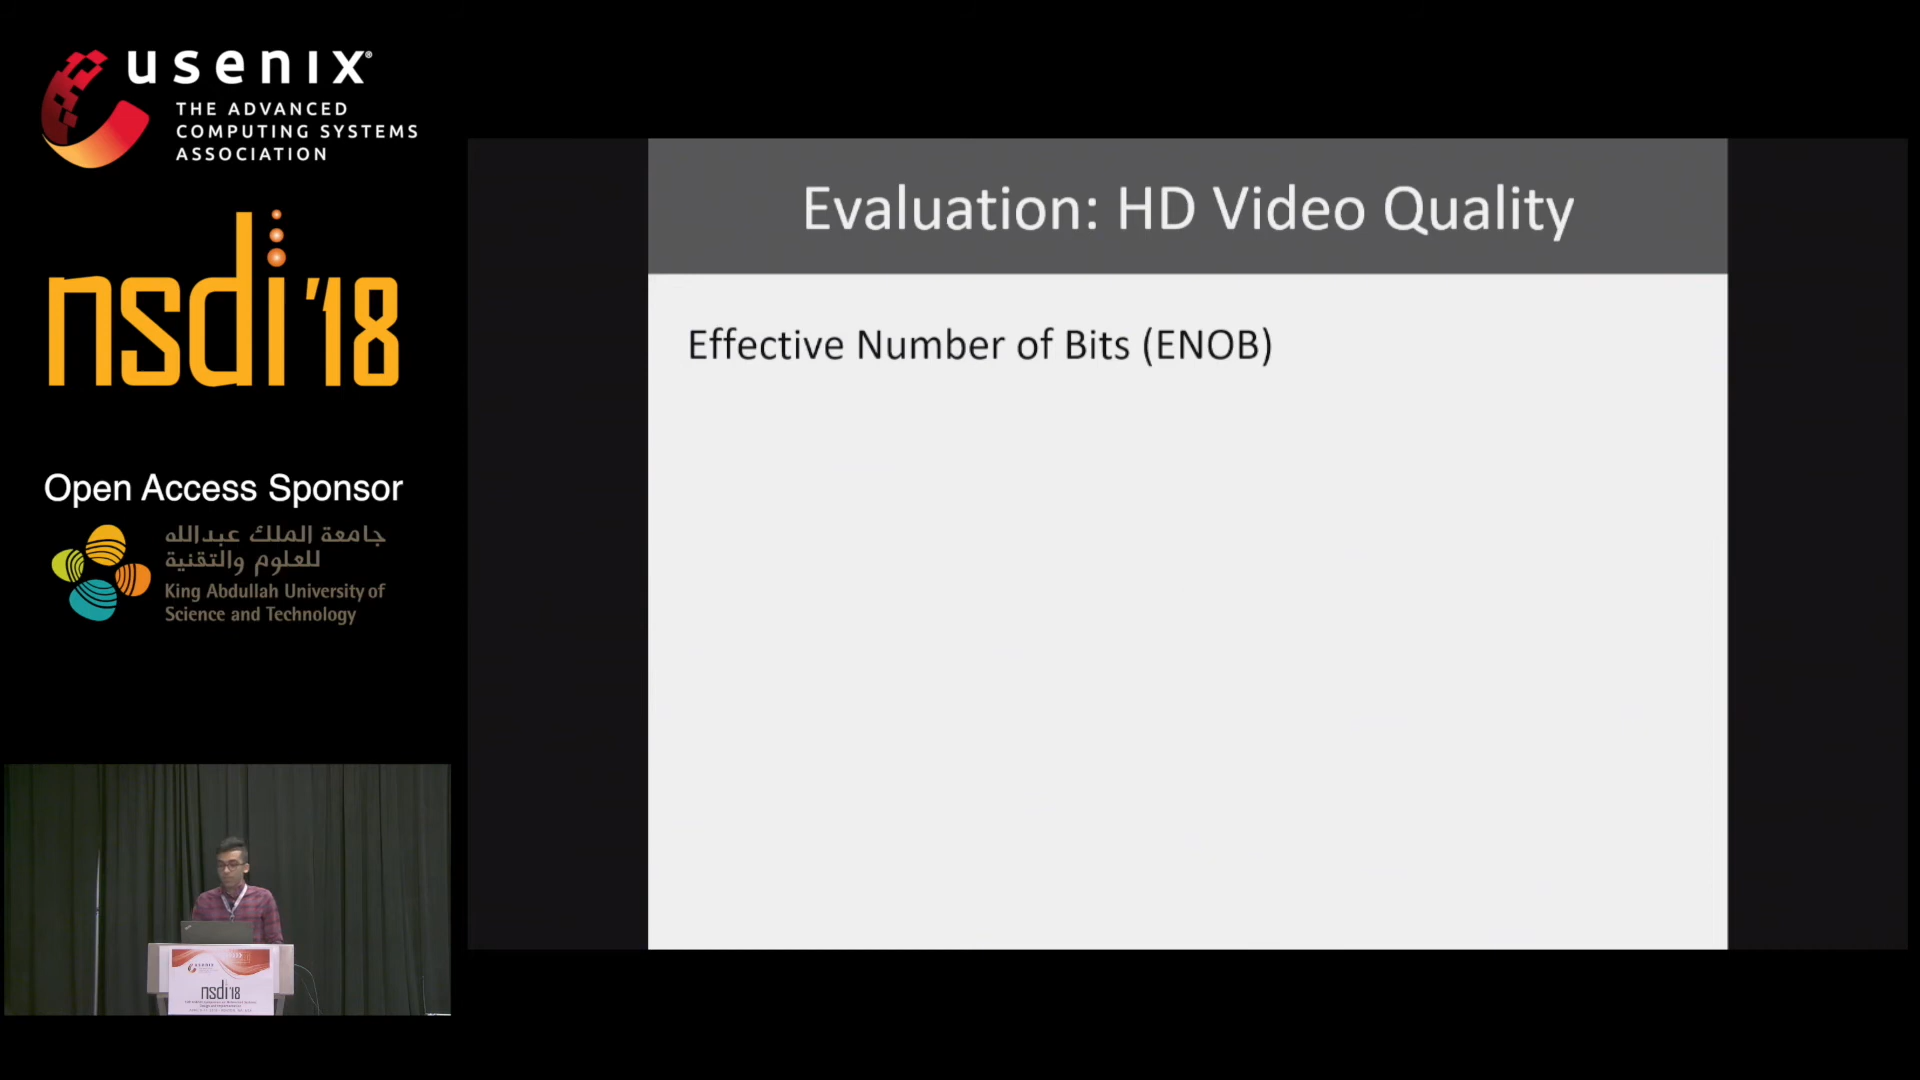 usenix®
THE ADVANCED
COMPUTING SYSTEMS
ASSOCIATION
nsdi '18
Open Access Sponsor
جامعة الملك عبدالله
للعلوم والتقنية
King Abdullah University of
Science and Technology
Evaluation: HD Video Quality
Effective Number of Bits (ENOB)
usenix
nsdi '18